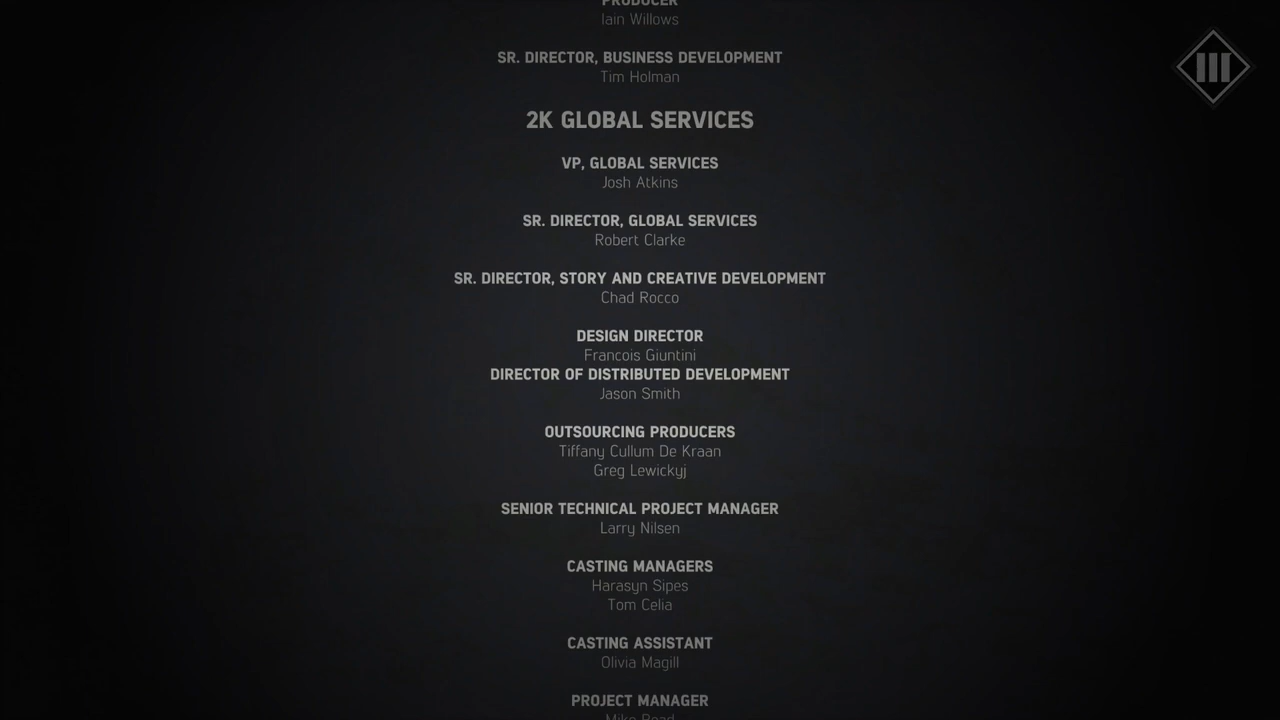 PRODUCER
Iain Willows
SR. DIRECTOR, BUSINESS DEVELOPMENT
Tim Holman
2K GLOBAL SERVICES
VP, GLOBAL SERVICES
Josh Atkins
SR. DIRECTOR, GLOBAL SERVICES
Robert Clarke
SR. DIRECTOR, STORY AND CREATIVE DEVELOPMENT
Chad Rocco
DESIGN DIRECTOR
Francois Giuntini
DIRECTOR OF DISTRIBUTED DEVELOPMENT
Jason Smith
OUTSOURCING PRODUCERS
Tiffany Cullum De Kraan
Greg Lewickyj
SENIOR TECHNICAL PROJECT MANAGER
Larry Nilsen
CASTING MANAGERS
Harasyn Sipes
Tom Celia
CASTING ASSISTANT
Olivia Magill
PROJECT MANAGER
Mike